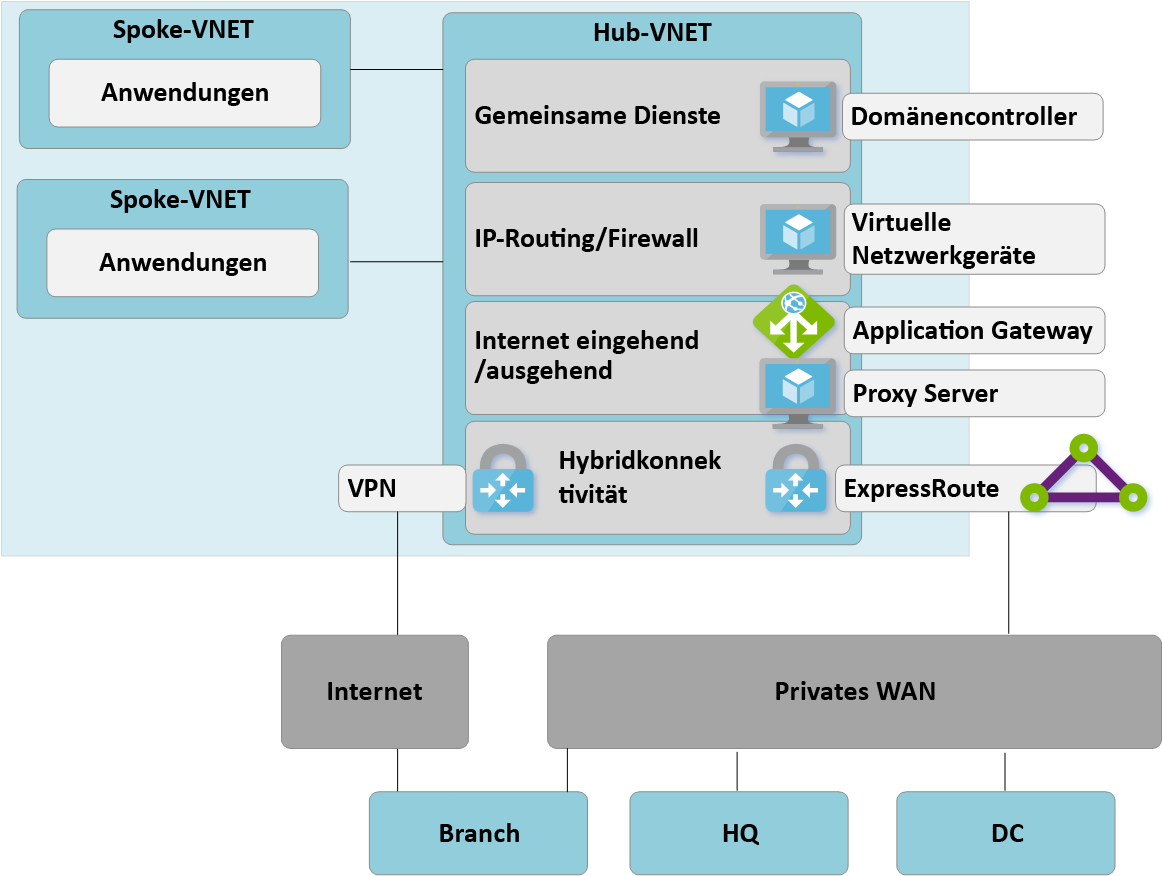 Spoke-VNET
Anwendungen
Spoke-VNET
Anwendungen
Hub-VNET
Gemeinsame Dienste
Domänencontroller
IP-Routing/Firewall
Virtuelle
Netzwerkgeräte
Internet eingehend
/ausgehend
Application Gateway
Proxy Server
VPN
Hybridkonnek
tivität
ExpressRoute
Internet
Privates WAN
Branch
HQ
DC